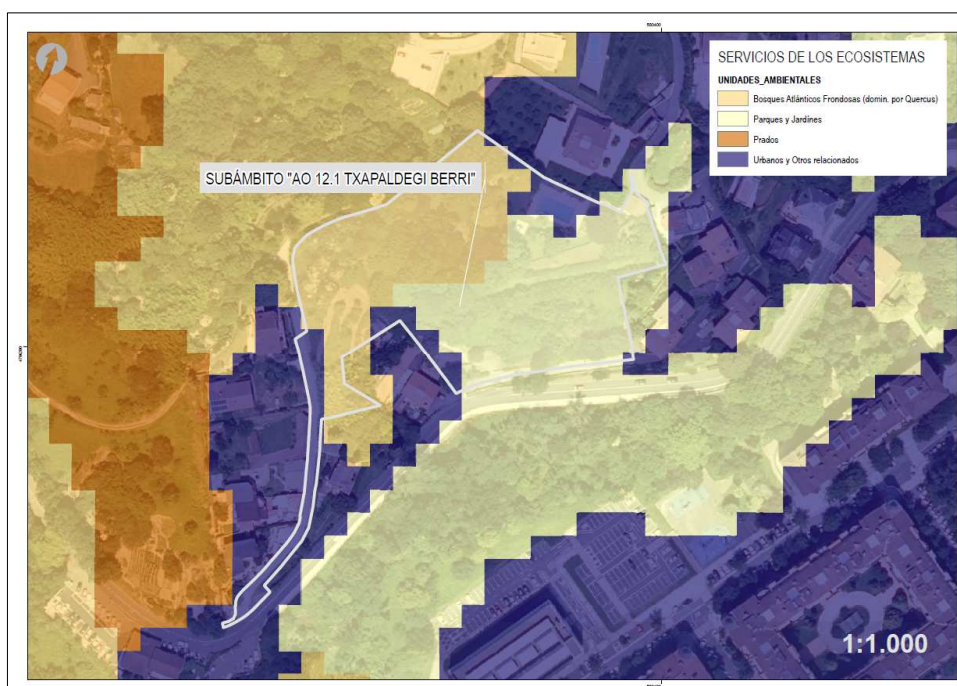 SERVICIOS DE LOS ECOSISTEMAS
UNIDADES_AMBIENTALES
Bosques Atlánticos Frondosas (domin. por Quercus)
Parques y Jardines
Prados
Urbanos y Otros relacionados
SUBÁMBITO "AO 12.1 TXAPALDEGI BERRI"
1:1.000